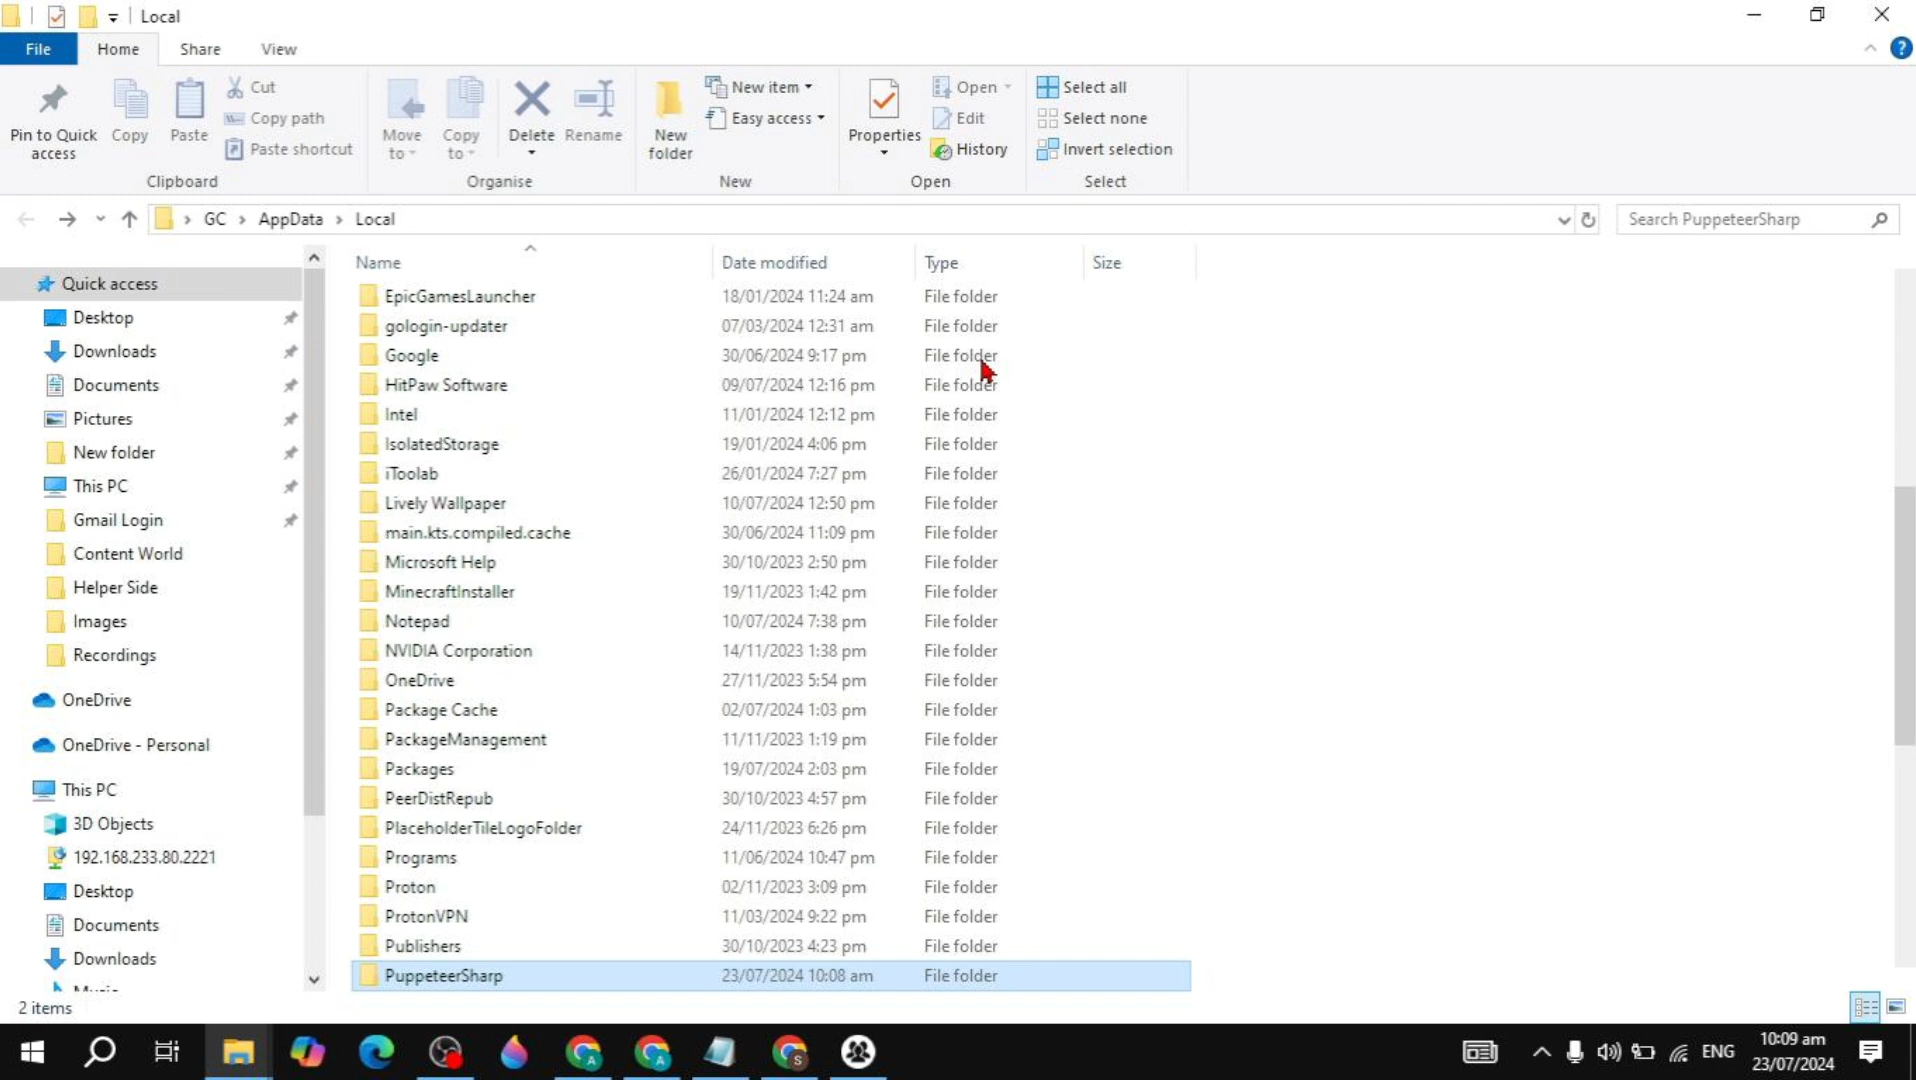 Local
File Home Share View
Pin to Quick access
Copy
Paste
Cut
Copy path
Paste shortcut
Clipboard
Move to
Copy to
Delete
Rename
Organise
New folder
New item
Easy access
New
Properties
Open
Edit
History
Open
Select all
Select none
Invert selection
Select
GC › AppData › Local
Search PuppeteerSharp
Quick access
Desktop
Downloads
Documents
Pictures
New folder
This PC
Gmail Login
Content World
Helper Side
Images
Recordings
OneDrive
OneDrive - Personal
This PC
3D Objects
192.168.233.80.2221
Desktop
Documents
Downloads
Music
Name Date modified Type Size
EpicGamesLauncher 18/01/2024 11:24 am File folder
gologin-updater 07/03/2024 12:31 am File folder
Google 30/06/2024 9:17 pm File folder
HitPaw Software 09/07/2024 12:16 pm File folder
Intel 11/01/2024 12:12 pm File folder
IsolatedStorage 19/01/2024 4:06 pm File folder
iToolab 26/01/2024 7:27 pm File folder
Lively Wallpaper 10/07/2024 12:50 pm File folder
main.kts.compiled.cache 30/06/2024 11:09 pm File folder
Microsoft Help 30/10/2023 2:50 pm File folder
MinecraftInstaller 19/11/2023 1:42 pm File folder
Notepad 10/07/2024 7:38 pm File folder
NVIDIA Corporation 14/11/2023 1:38 pm File folder
OneDrive 27/11/2023 5:54 pm File folder
Package Cache 02/07/2024 1:03 pm File folder
PackageManagement 11/11/2023 1:19 pm File folder
Packages 19/07/2024 2:03 pm File folder
PeerDistRepub 30/10/2023 4:57 pm File folder
PlaceholderTileLogoFolder 24/11/2023 6:26 pm File folder
Programs 11/06/2024 10:47 pm File folder
Proton 02/11/2023 3:09 pm File folder
ProtonVPN 11/03/2024 9:22 pm File folder
Publishers 30/10/2023 4:23 pm File folder
PuppeteerSharp 23/07/2024 10:08 am File folder
2 items
ENG
10:09 am
23/07/2024